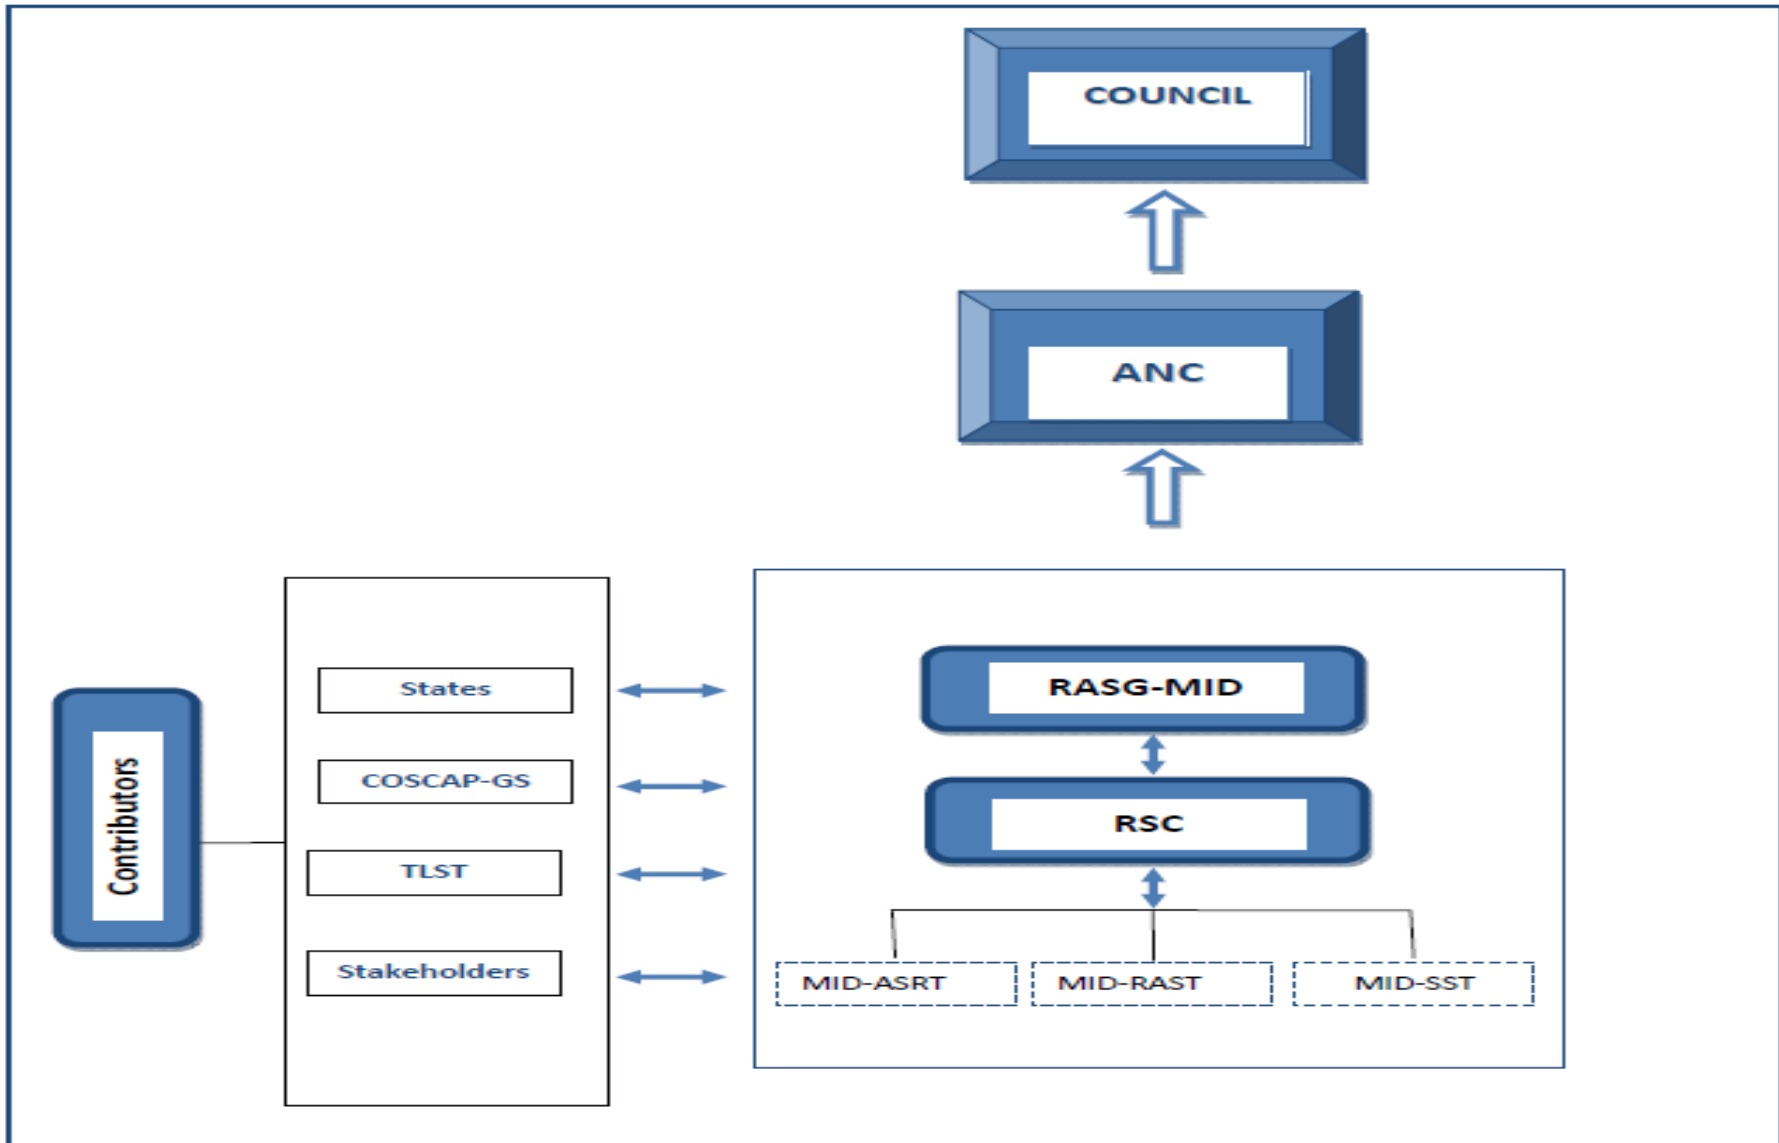 COUNCIL
ANC
RASG-MID
RSC
MID-ASRT
MID-RAST
MID-SST
Contributors
States
COSCAP-GS
TLST
Stakeholders